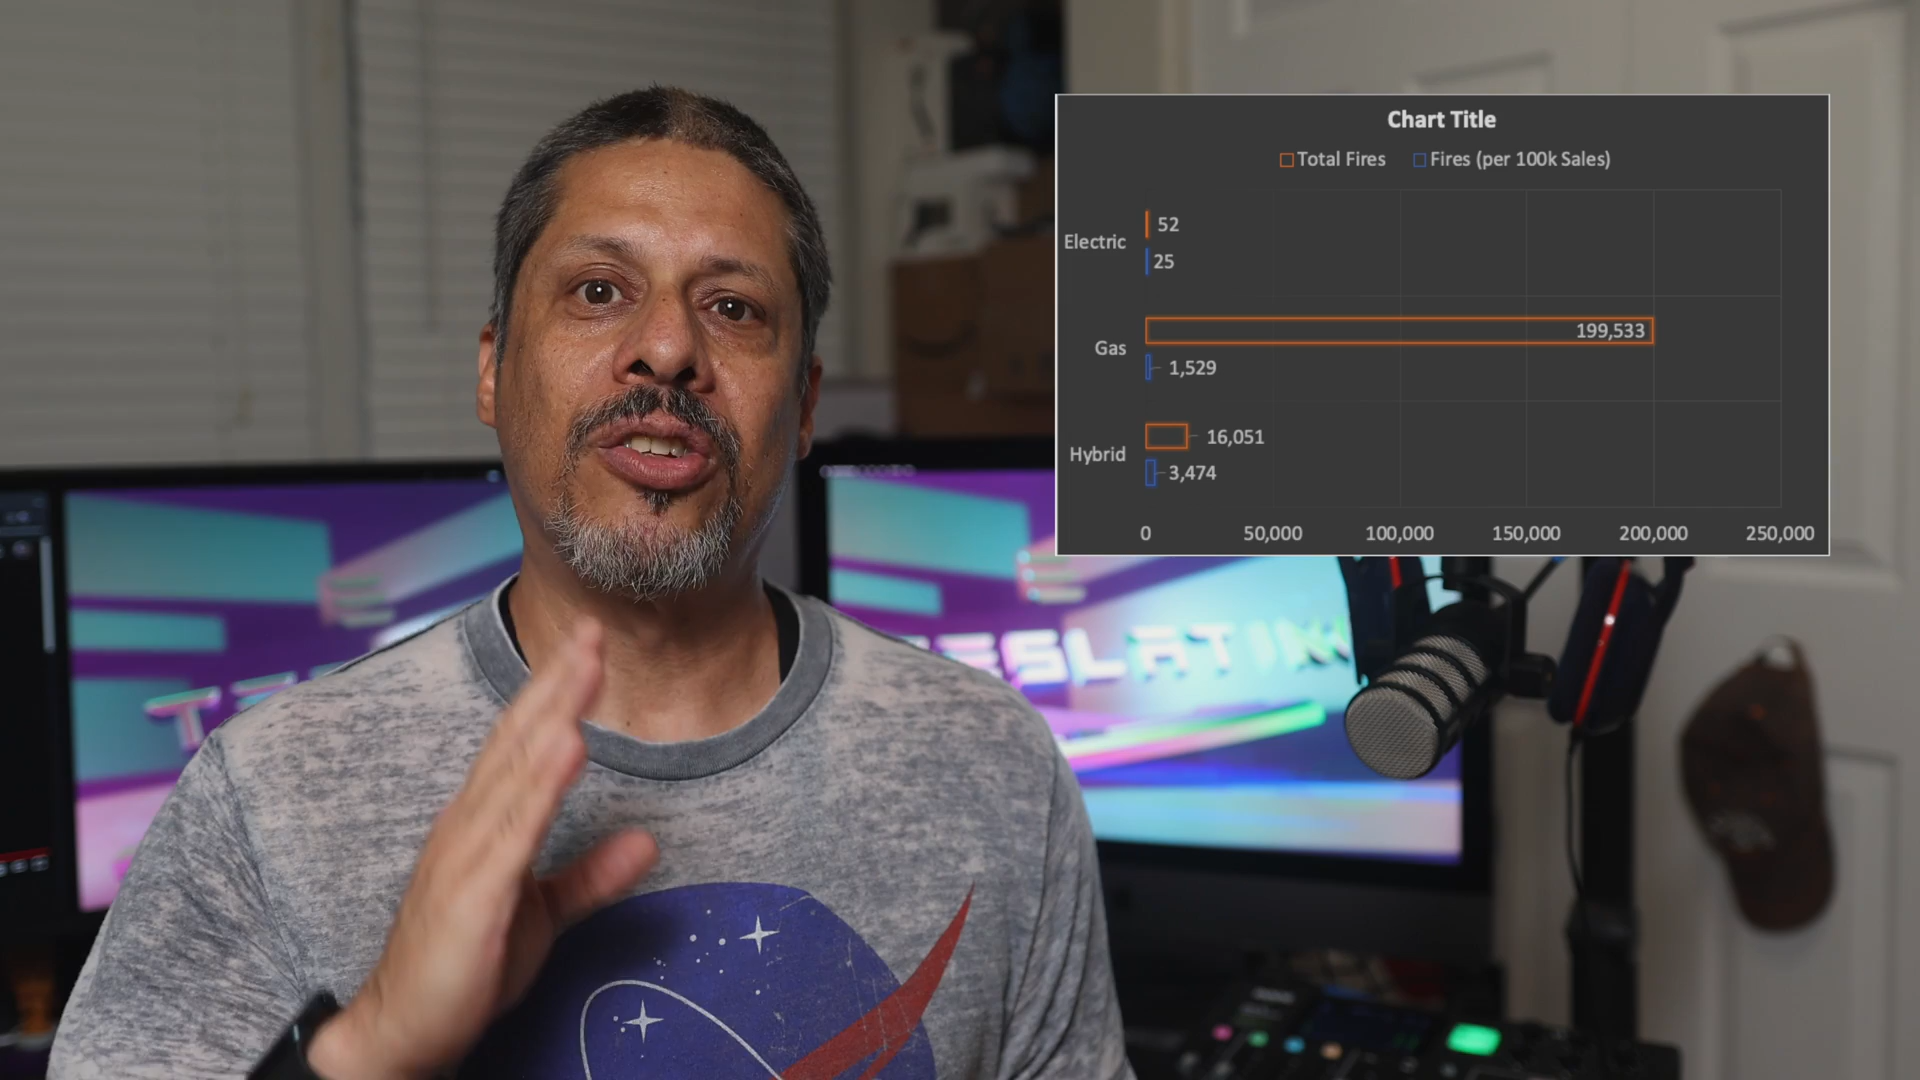 Chart Title
Total Fires Fires (per 100k Sales)
Electric 52
25
Gas 199,533
1,529
Hybrid 16,051
3,474
0 50,000 100,000 150,000 200,000 250,000